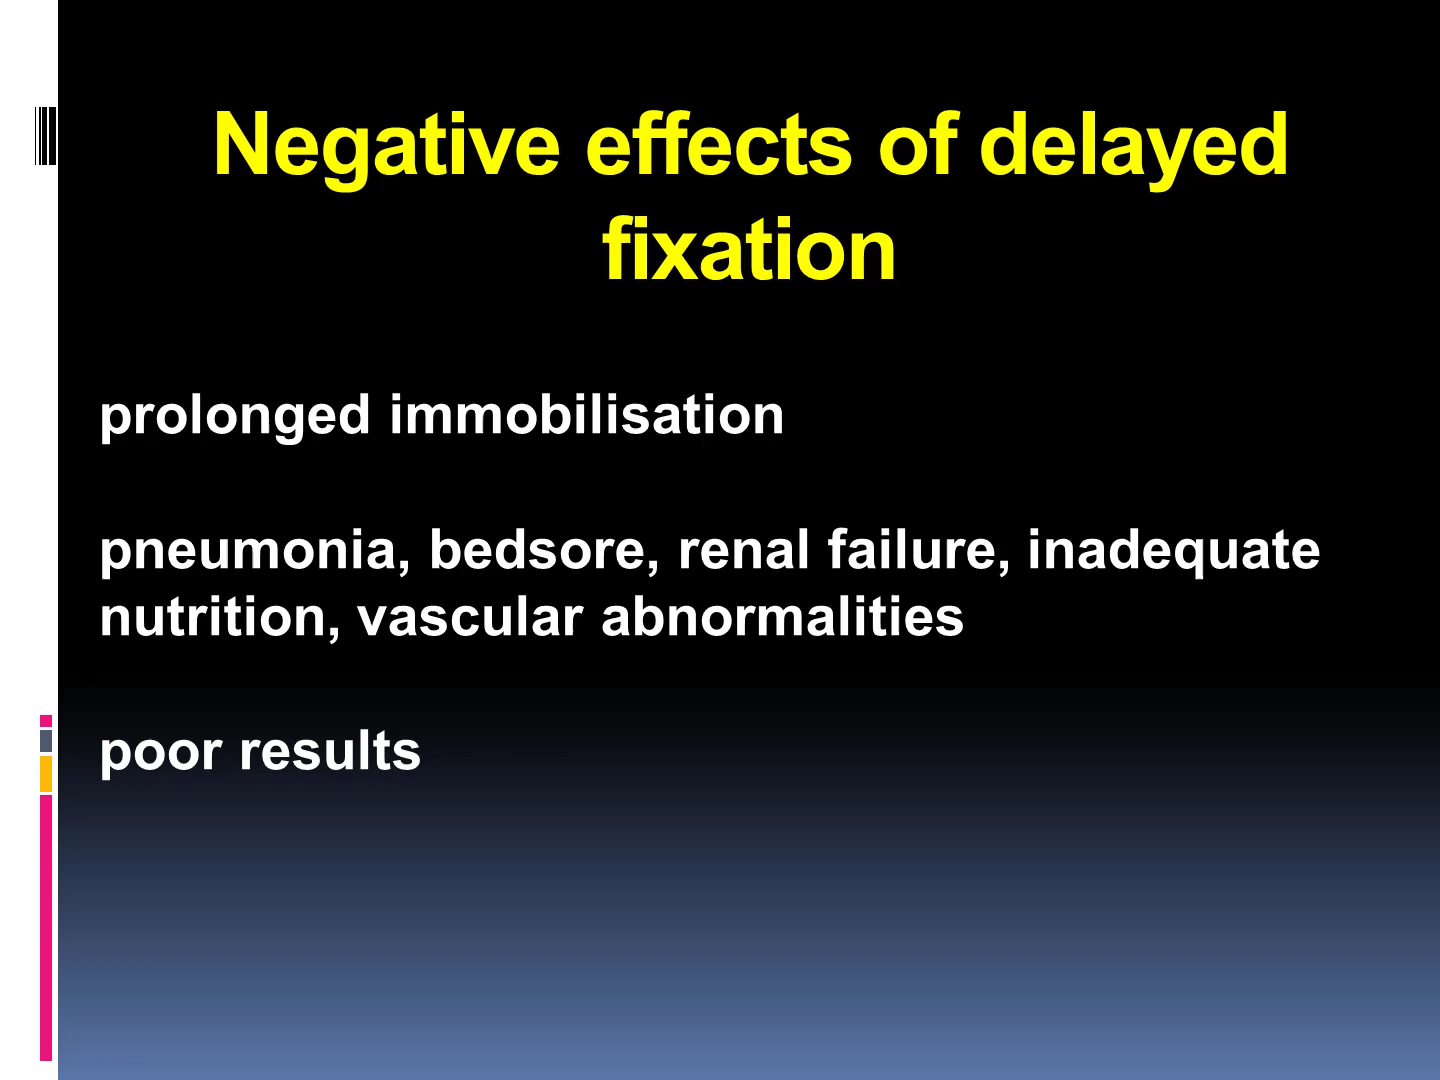 Negative effects of delayed
fixation
prolonged immobilisation
pneumonia, bedsore, renal failure, inadequate
nutrition, vascular abnormalities
poor results